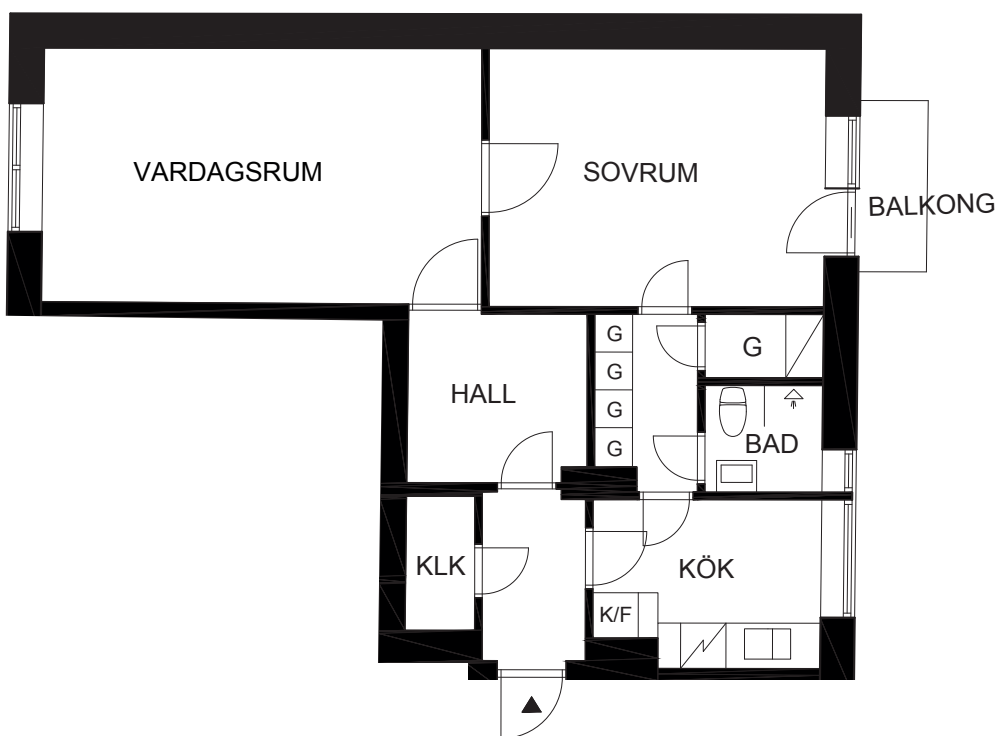 VARDAGSRUM
SOVRUM
BALKONG
G
G
HALL
G
G
BAD
G
KLK
KÖK
K/F